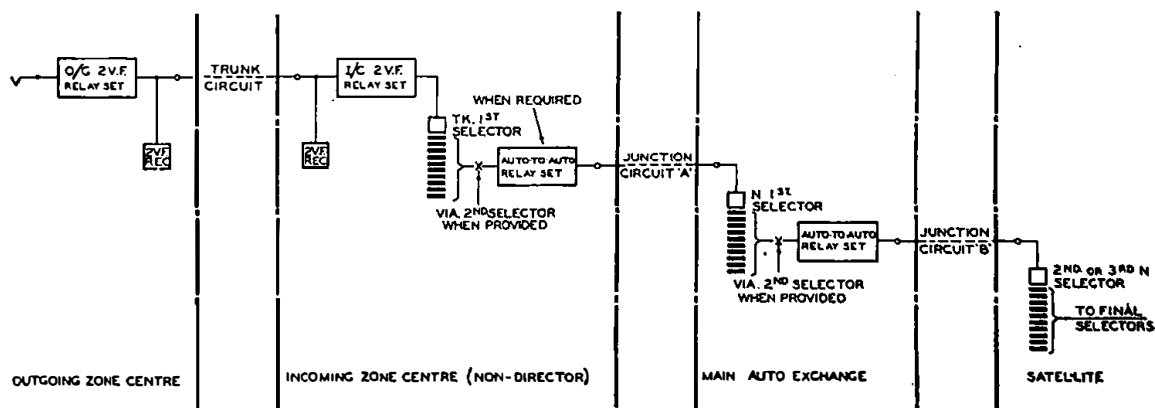 O/G 2 V.F.
RELAY SET
2V.F.
REC
TRUNK
CIRCUIT
I/C 2 V.F.
RELAY SET
2V.F.
REC
TK. 1ST
SELECTOR
WHEN REQUIRED
AUTO-TO-AUTO
RELAY SET
VIA. 2ND SELECTOR
WHEN PROVIDED
JUNCTION
CIRCUIT 'A'
N 1ST.
SELECTOR
AUTO-TO-AUTO
RELAY SET
VIA. 2ND SELECTOR
WHEN PROVIDED
JUNCTION
CIRCUIT 'B'
2ND. OR 3RD N
SELECTOR
TO FINAL
SELECTORS
OUTGOING ZONE CENTRE
INCOMING ZONE CENTRE (NON-DIRECTOR)
MAIN AUTO EXCHANGE
SATELLITE